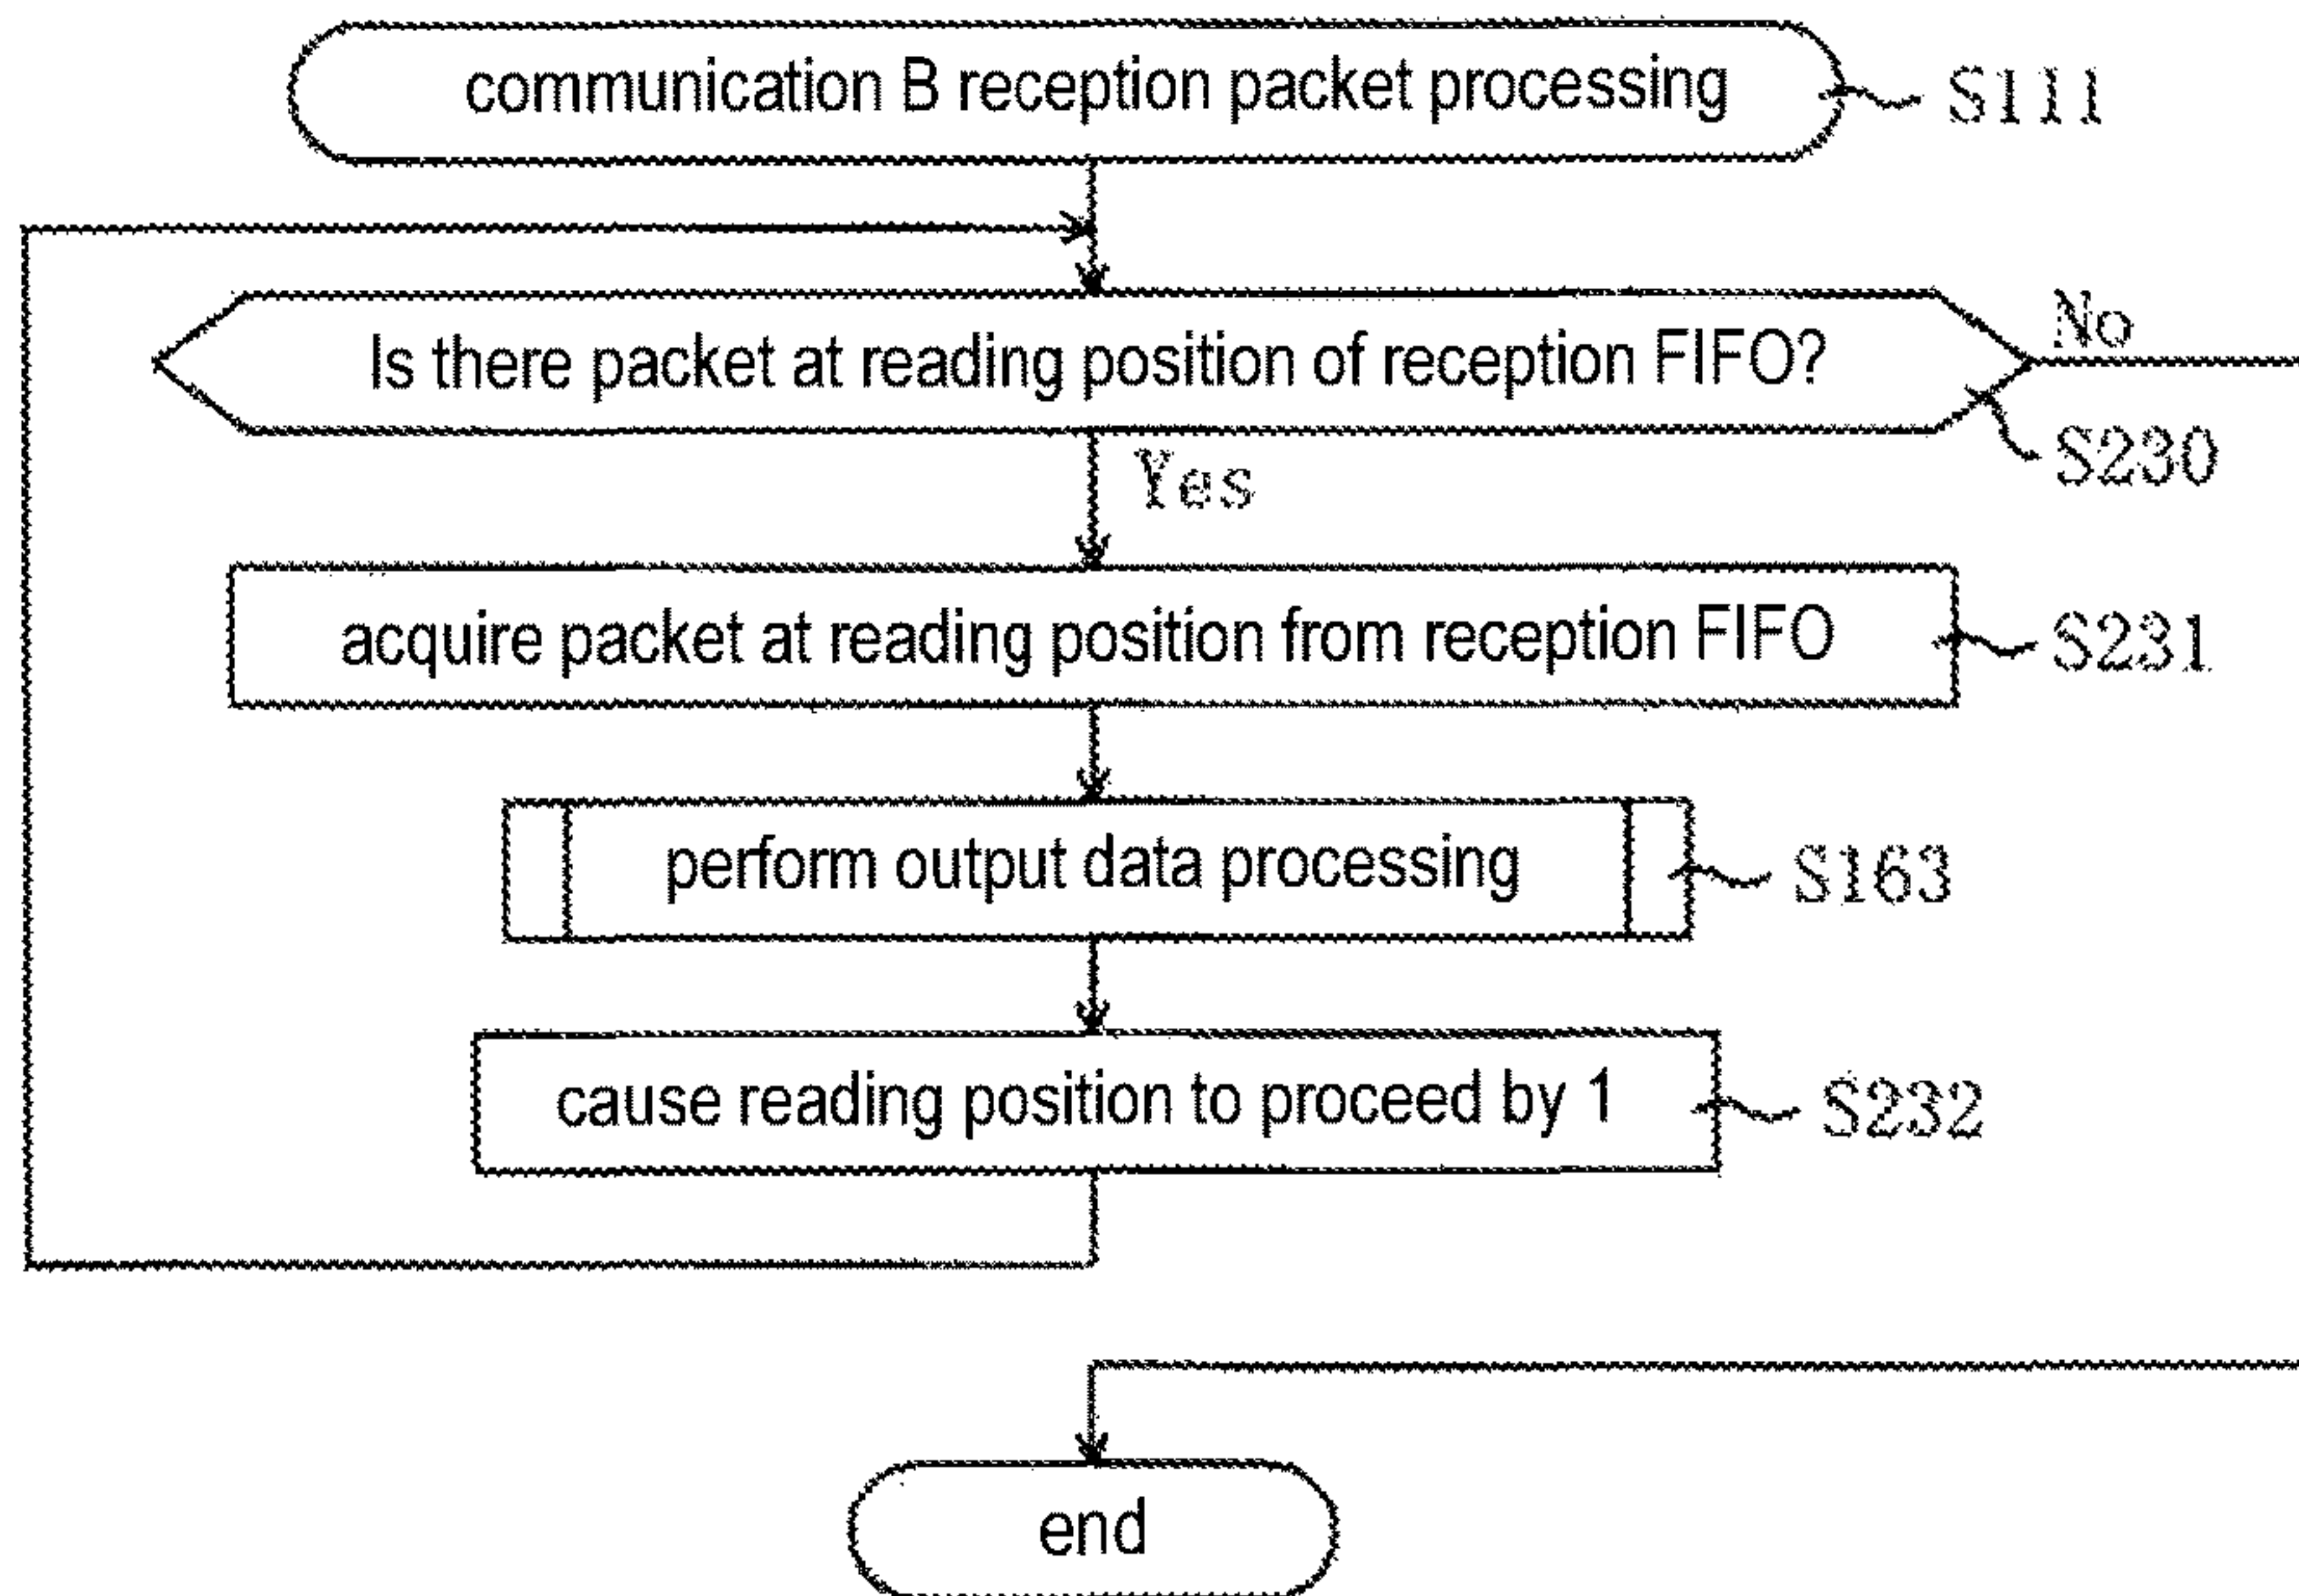 communication B reception packet processing
S111
Is there packet at reading position of reception FIFO?
No
S230
Yes
acquire packet at reading position from reception FIFO
S231
perform output data processing
S163
cause reading position to proceed by 1
S232
end